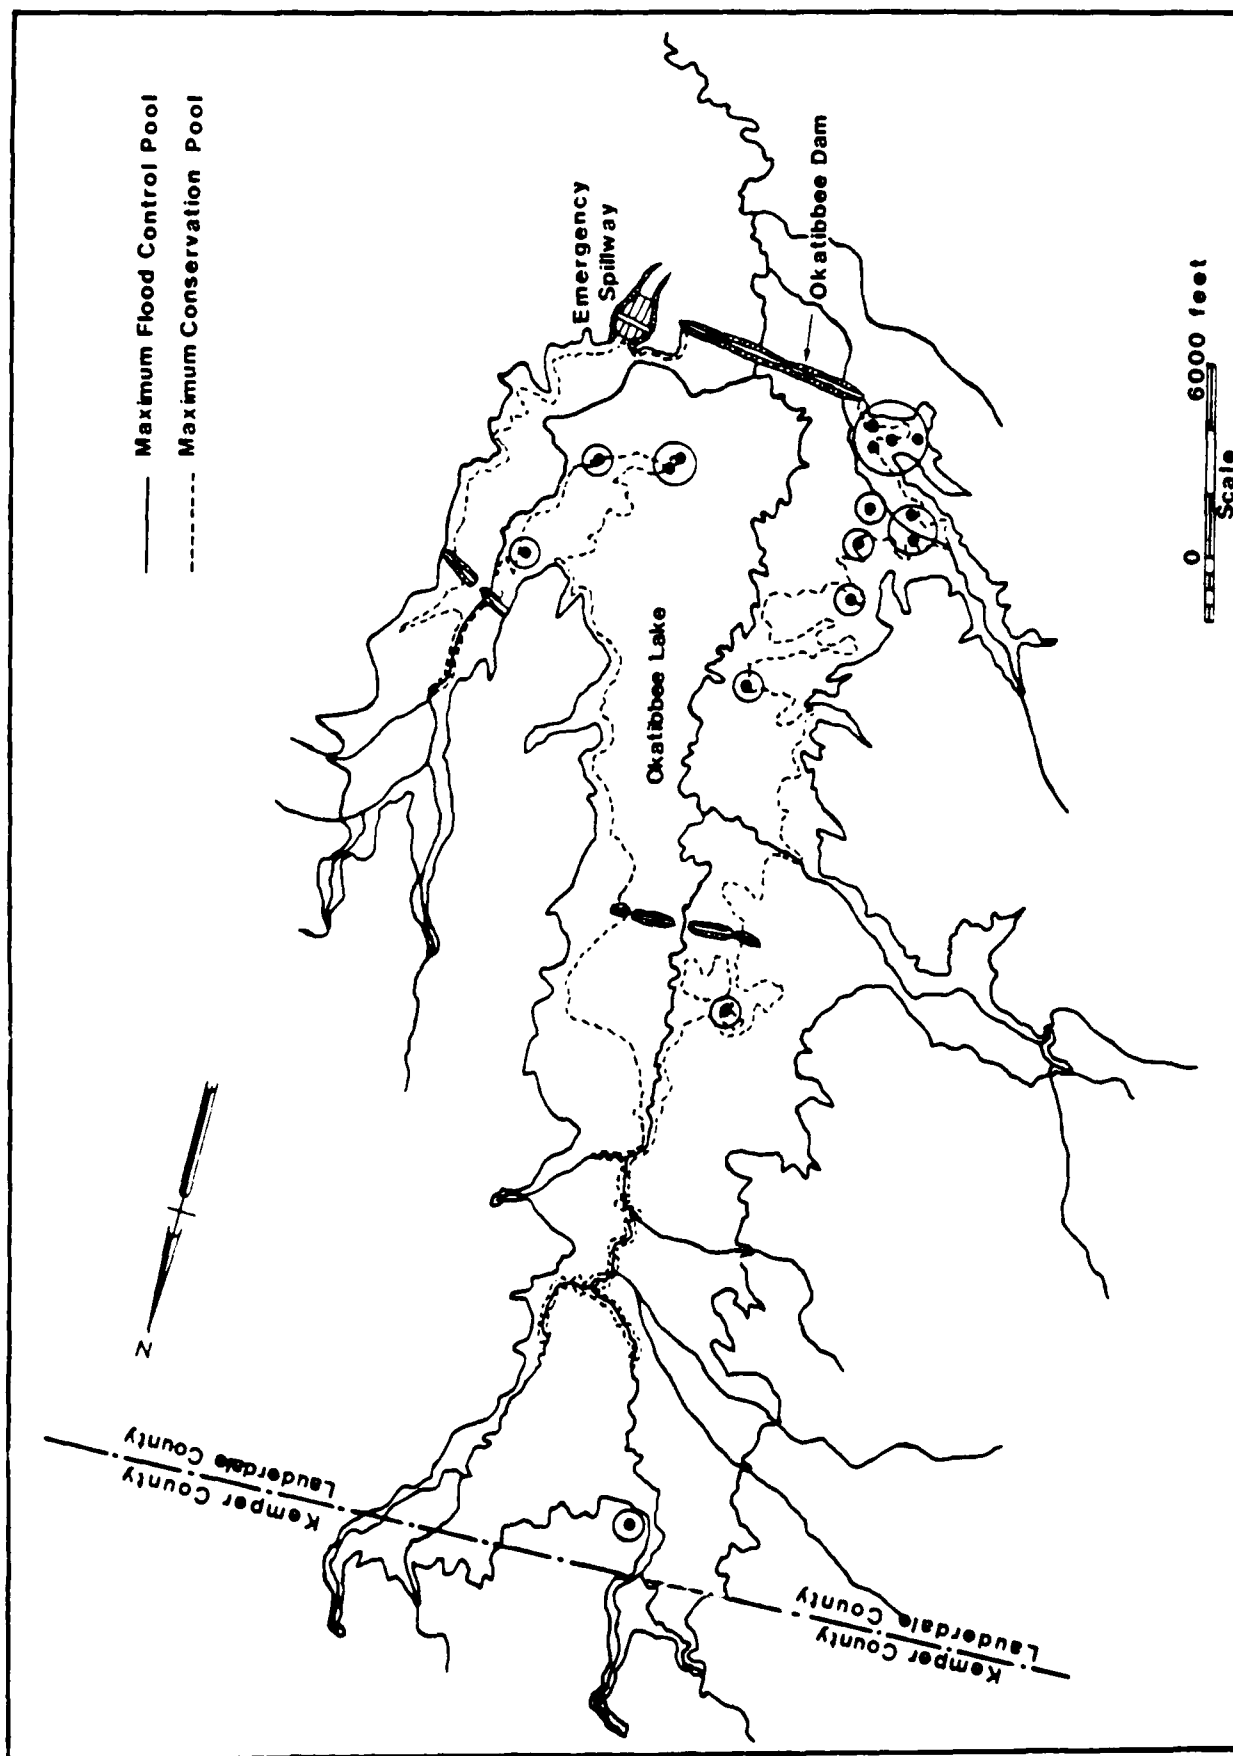 Maximum Flood Control Pool
Maximum Conservation Pool
Emergency
Spillway
Okatibbee Dam
Okatibbee Lake
0 6000 feet
Scale
N
Lauderdale County
Kemper County
Kemper County
Lauderdale County